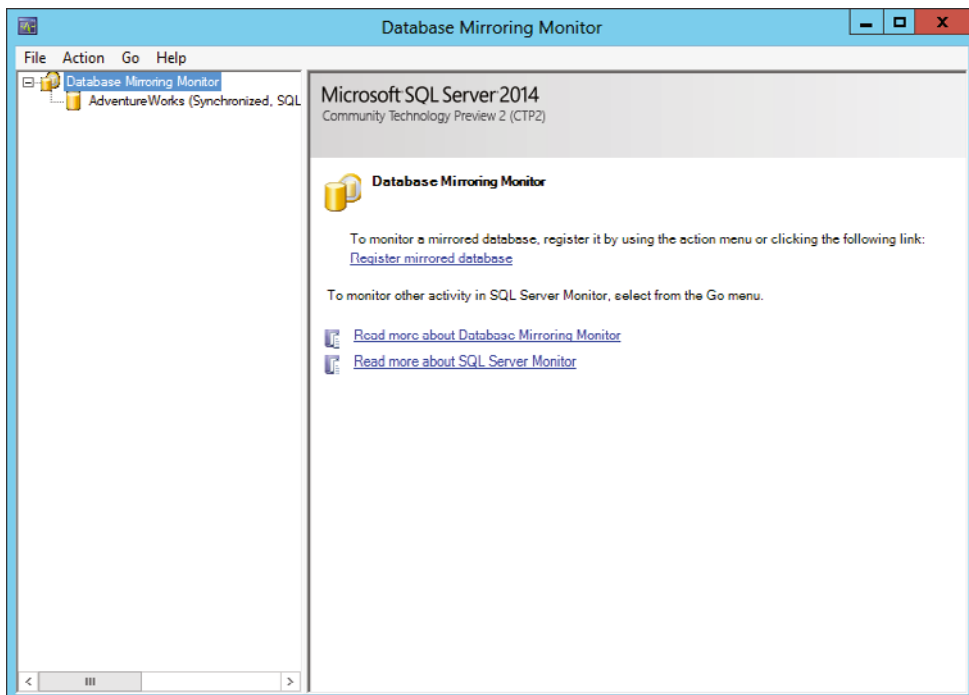 Database Mirroring Monitor
File Action Go Help
Database Mirroring Monitor
AdventureWorks (Synchronized, SQL
Microsoft SQL Server 2014
Community Technology Preview 2 (CTP2)
Database Mirroring Monitor
To monitor a mirrored database, register it by using the action menu or clicking the following link:
Register mirrored database
To monitor other activity in SQL Server Monitor, select from the Go menu.
Read more about Database Mirroring Monitor
Read more about SQL Server Monitor